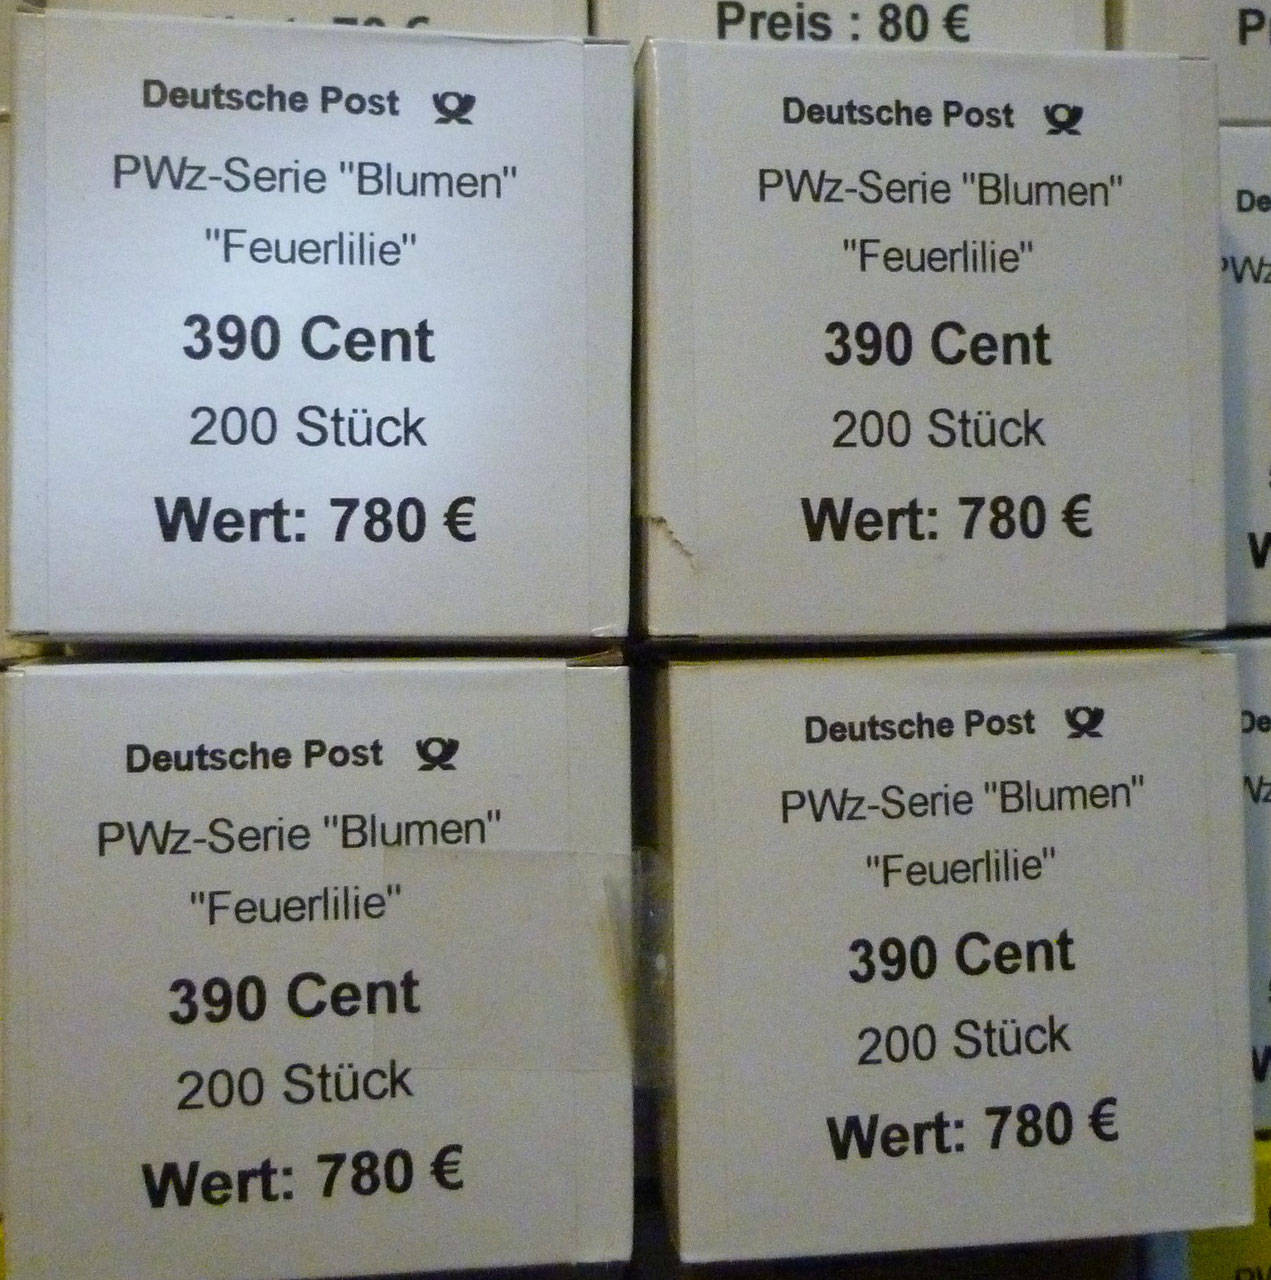 Preis : 80 €
Deutsche Post
PWz-Serie "Blumen"
"Feuerlilie"
390 Cent
200 Stück
Wert: 780 €
Deutsche Post
PWz-Serie "Blumen"
"Feuerlilie"
390 Cent
200 Stück
Wert: 780 €
Deutsche Post
PWz-Serie "Blumen"
"Feuerlilie"
390 Cent
200 Stück
Wert: 780 €
Deutsche Post
PWz-Serie "Blumen"
"Feuerlilie"
390 Cent
200 Stück
Wert: 780 €